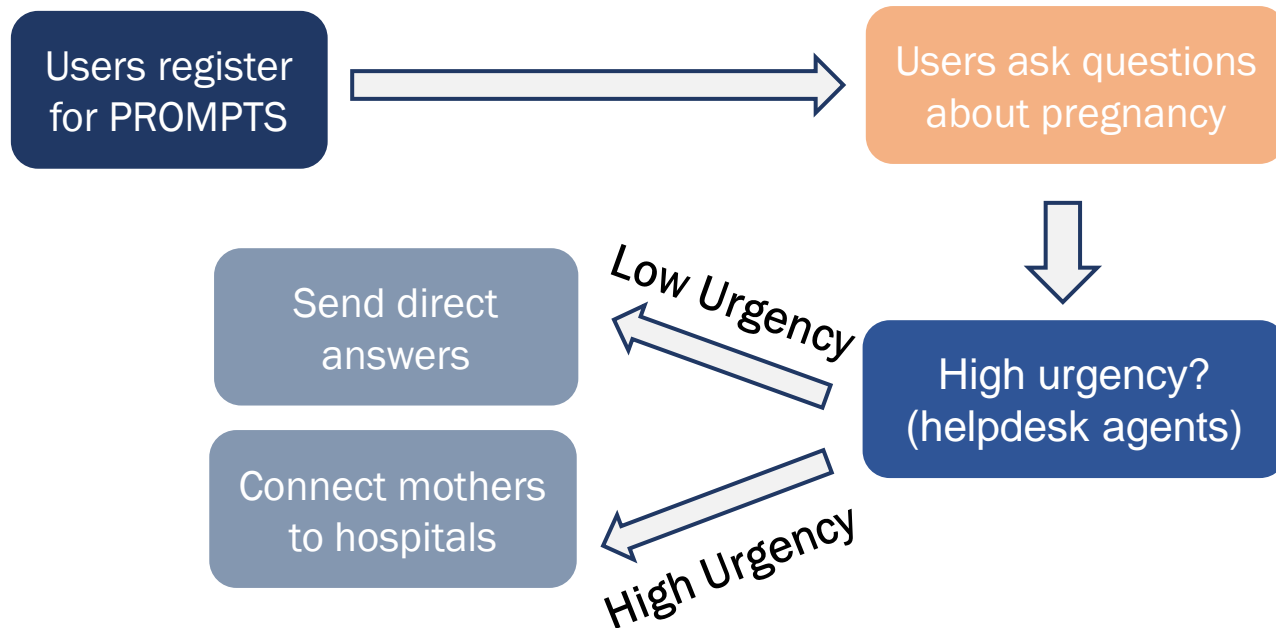 Users register
for PROMPTS
Users ask questions
about pregnancy
High urgency?
(helpdesk agents)
Low Urgency
Send direct
answers
High Urgency
Connect mothers
to hospitals